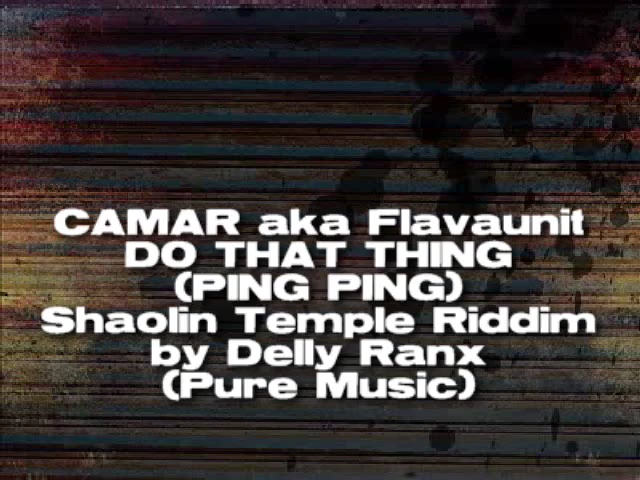 CAMAR aka Flavaunit
DO THAT THING
(PING PING)
Shaolin Temple Riddim
by Delly Ranx
(Pure Music)